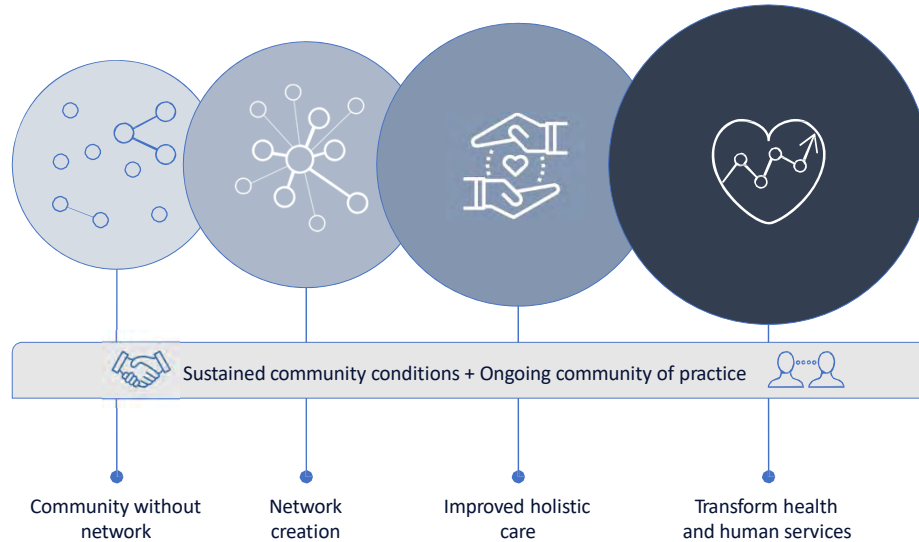 Sustained community conditions + Ongoing community of practice
Community without
network
Network
creation
Improved holistic
care
Transform health
and human services